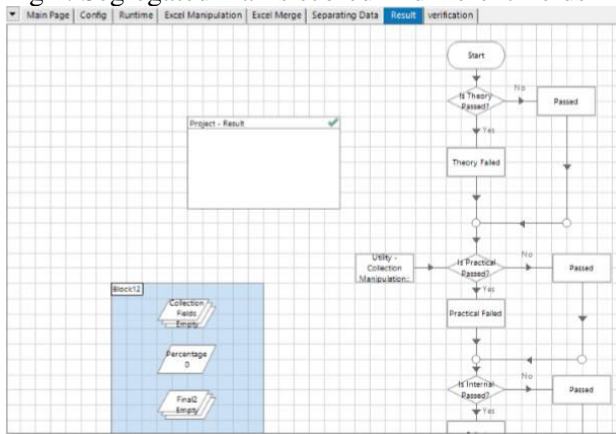 Main Page
Config
Runtime
Excel Manipulation
Excel Merge
Separating Data
Result
verification
Start
Is Theory
Passed?
No
Passed
Yes
Project - Result
Theory Failed
Utility -
Collection
Manipulation::
Is Practical
Passed?
No
Passed
Yes
Block12
Collection
Fields
Empty
Practical Failed
Percentage
0
Is Internal
Passed?
No
Passed
Yes
Final2
Empty